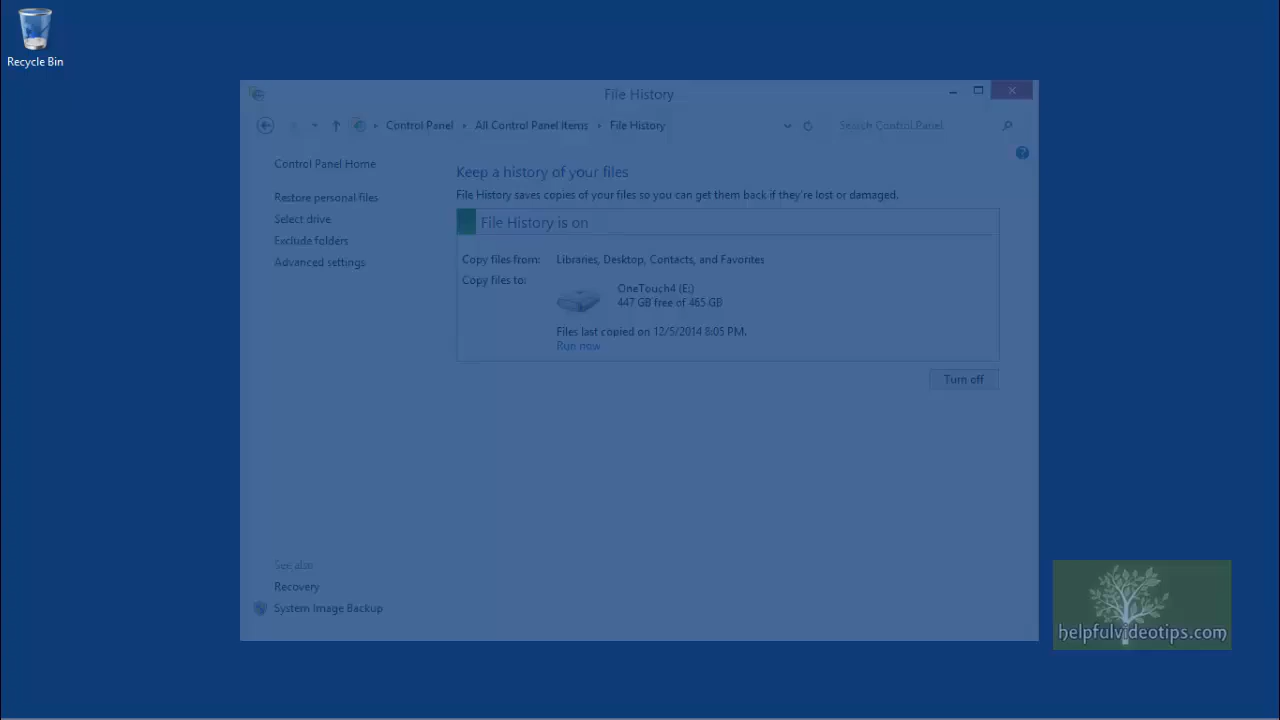 Recycle Bin
File History
Control Panel
All Control Panel Items
File History
Search Control Panel
Control Panel Home
Restore personal files
Select drive
Exclude folders
Advanced settings
Keep a history of your files
File History saves copies of your files so you can get them back if they're lost or damaged.
File History is on
Copy files from: Libraries, Desktop, Contacts, and Favorites
Copy files to:
OneTouch4 (E:)
447 GB free of 465 GB
Files last copied on 12/5/2014 8:05 PM.
Run now
Turn off
See also
Recovery
System Image Backup
helpfulvideotips.com